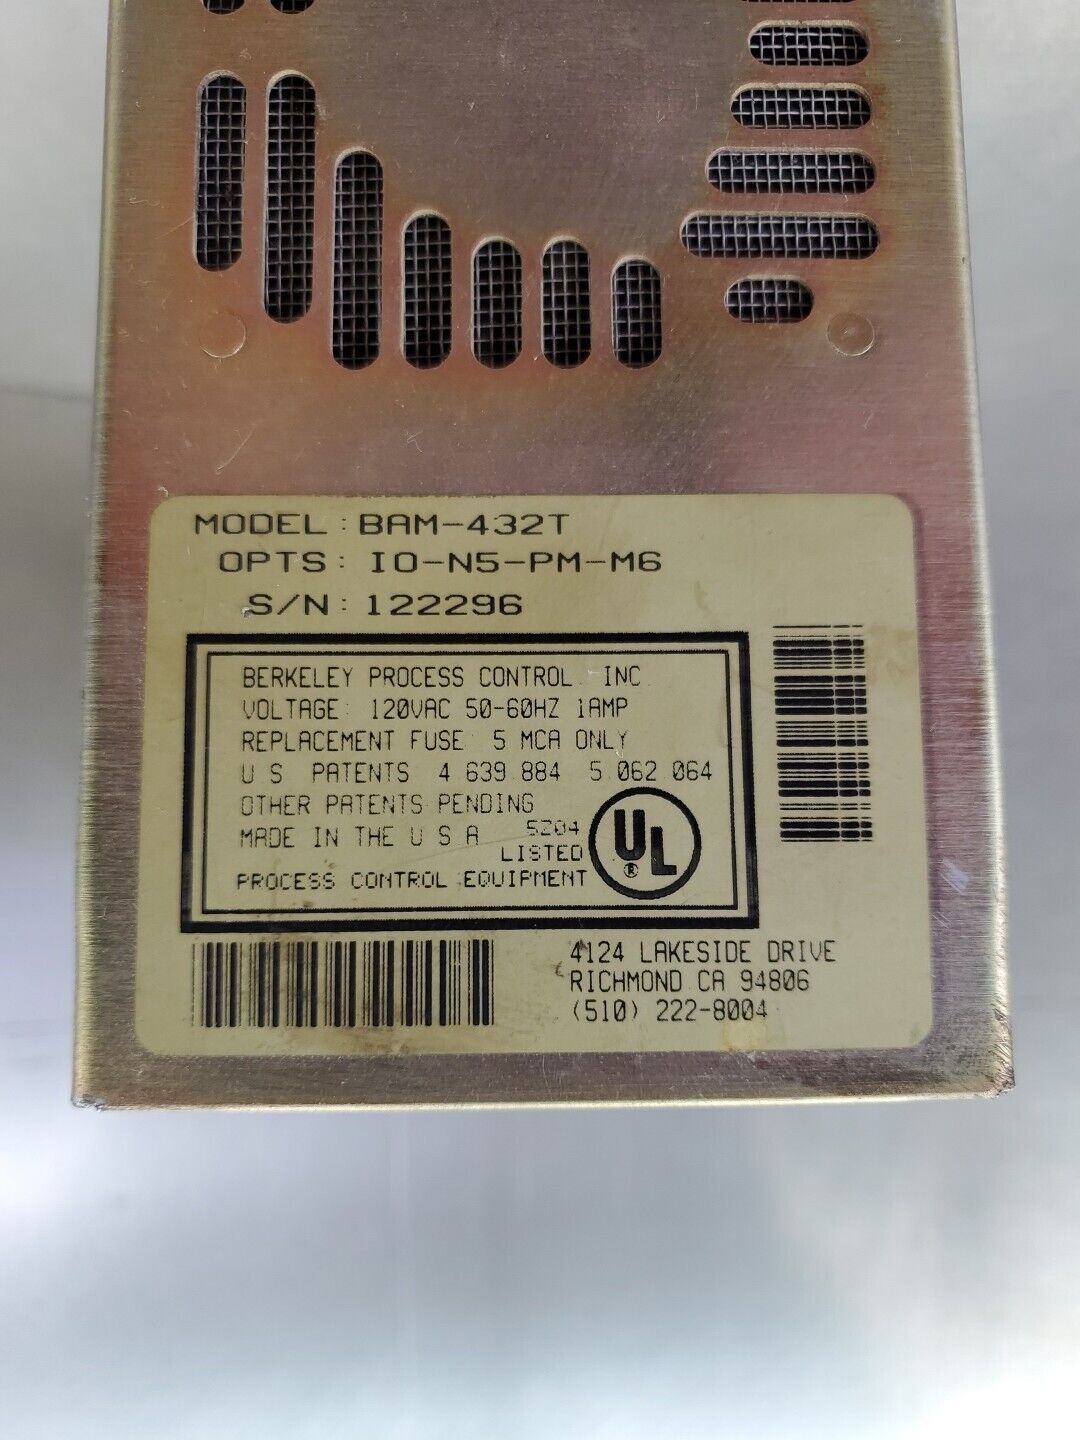 MODEL : BAM-432T
OPTS : IO-N5-PM-M6
S/N : 122296
BERKELEY PROCESS CONTROL INC
VOLTAGE: 120VAC 50-60HZ 1AMP
REPLACEMENT FUSE 5 MCA ONLY
U S PATENTS 4 639 884 5 062 064
OTHER PATENTS PENDING
MADE IN THE U S A 5204
LISTED
PROCESS CONTROL EQUIPMENT
UL
®
4124 LAKESIDE DRIVE
RICHMOND CA 94806
(510) 222-8004